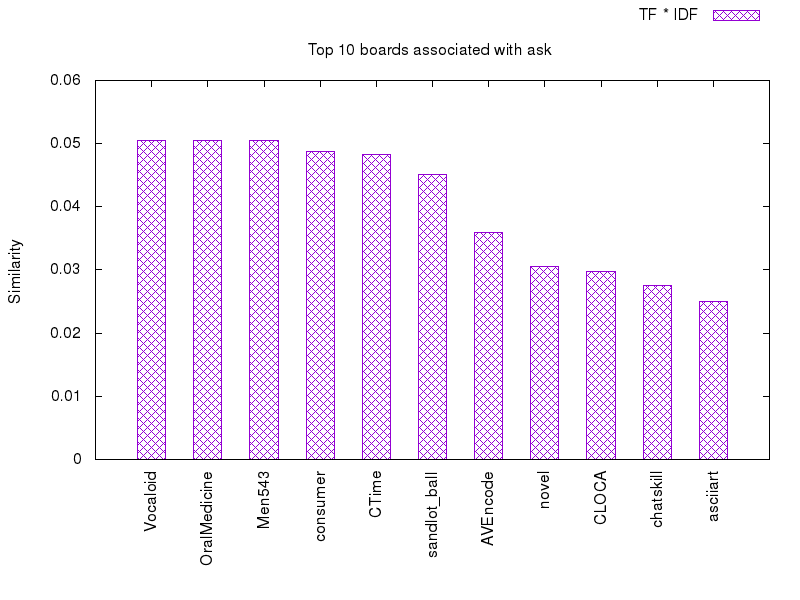 TF * IDF
Top 10 boards associated with ask
Similarity
0.06
0.05
0.04
0.03
0.02
0.01
0
Vocaloid
OralMedicine
Men543
consumer
CTime
sandlot_ball
AVEncode
novel
CLOCA
chatskill
asciiart